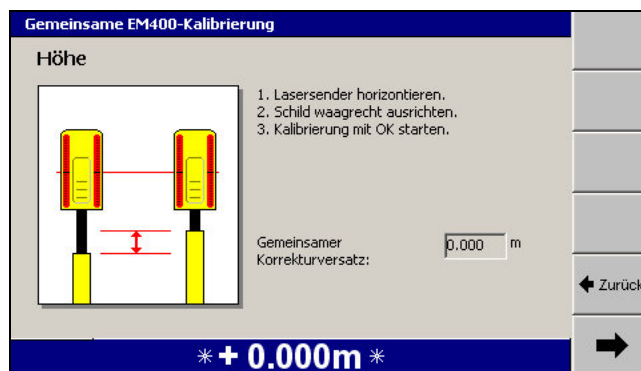 Gemeinsame EM400-Kalibrierung
Höhe
1. Lasersender horizontieren.
2. Schild waagrecht ausrichten.
3. Kalibrierung mit OK starten.
Gemeinsamer
Korrekturversatz:
0.000 m
Zurück
*+ 0.000m *